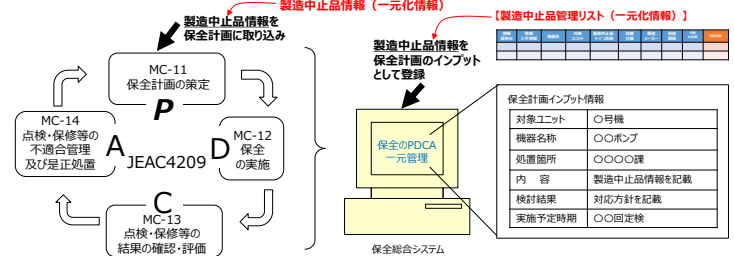 製造中止品情報（一元化情報）
製造中止品情報を
保全計画に取り込み
MC-11
保全計画の策定
P
MC-14
点検・保修等の
不適合管理
及び是正処置
A
JEAC4209
D
MC-12
保全
の実施
C
MC-13
点検・保修等の
結果の確認・評価
【製造中止品管理リスト（一元化情報）】
製造中止品情報を
保全計画のインプット
として登録
保全のPDCA
一元管理
保全総合システム
保全計画インプット情報
対象ユニット 〇号機
機器名称 〇〇ポンプ
処置箇所 〇〇〇〇課
内　容 製造中止品情報を記載
検討結果 対応方針を記載
実施予定時期 〇〇回定検